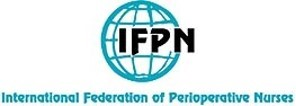 IFPN
International Federation of Perioperative Nurses